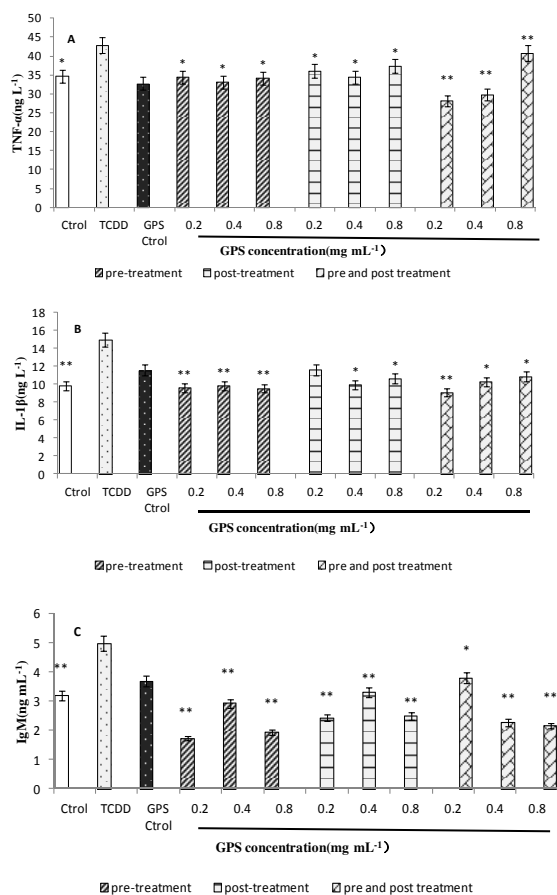 A
TNF-α(ng L-1)
50
45
40
35
30
25
20
15
10
5
0
* * * * * * * ** ** **
Ctrol TCDD GPS Ctrol 0.2 0.4 0.8 0.2 0.4 0.8 0.2 0.4 0.8
GPS concentration(mg mL-1)
pre-treatment post-treatment pre and post treatment
B
IL-1β(ng L-1)
18
16
14
12
10
8
6
4
2
0
** ** ** ** * * ** * *
Ctrol TCDD GPS Ctrol 0.2 0.4 0.8 0.2 0.4 0.8 0.2 0.4 0.8
GPS concentration(mg mL-1)
pre-treatment post-treatment pre and post treatment
C
IgM(ng mL-1)
6
5
4
3
2
1
0
** ** ** ** ** ** ** * ** **
Ctrol TCDD GPS Ctrol 0.2 0.4 0.8 0.2 0.4 0.8 0.2 0.4 0.8
GPS concentration(mg mL-1)
pre-treatment post-treatment pre and post treatment